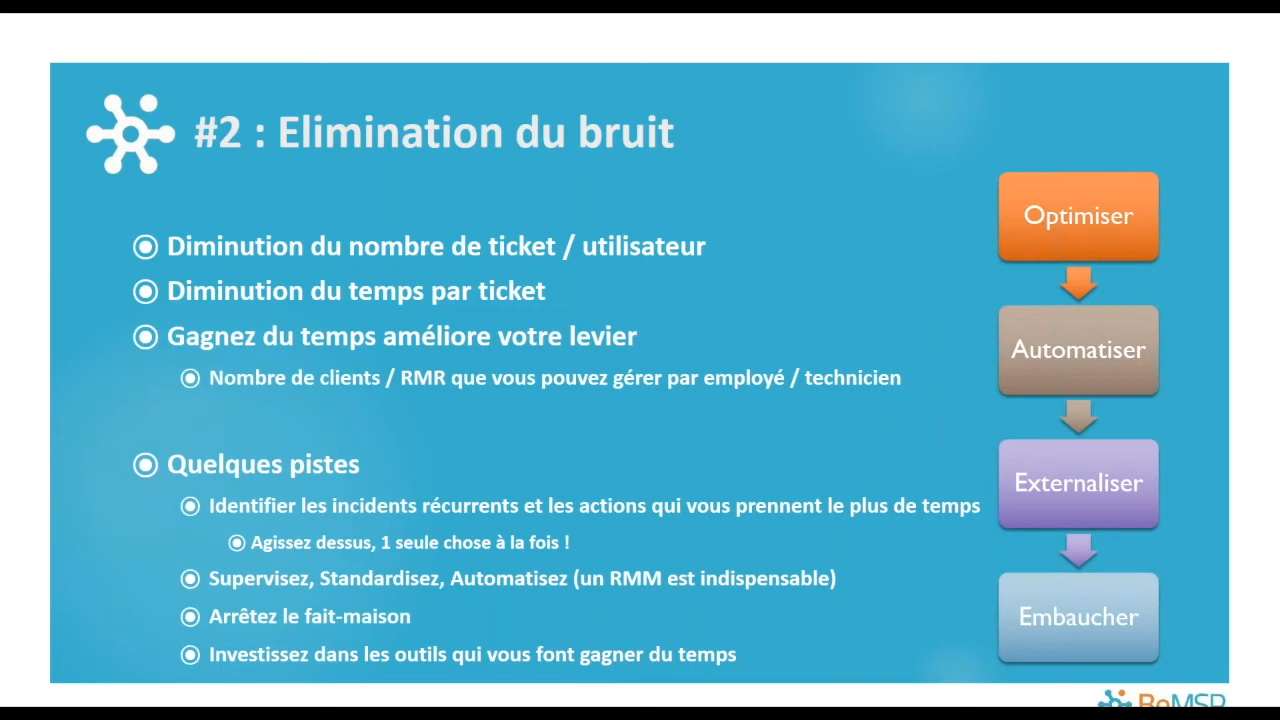 #2 : Elimination du bruit
Diminution du nombre de ticket / utilisateur
Diminution du temps par ticket
Gagnez du temps améliore votre levier
Nombre de clients / RMR que vous pouvez gérer par employé / technicien
Quelques pistes
Identifier les incidents récurrents et les actions qui vous prennent le plus de temps
Agissez dessus, 1 seule chose à la fois !
Supervisez, Standardisez, Automatisez (un RMM est indispensable)
Arrêtez le fait-maison
Investissez dans les outils qui vous font gagner du temps
Optimiser
Automatiser
Externaliser
Embaucher
BeMSP